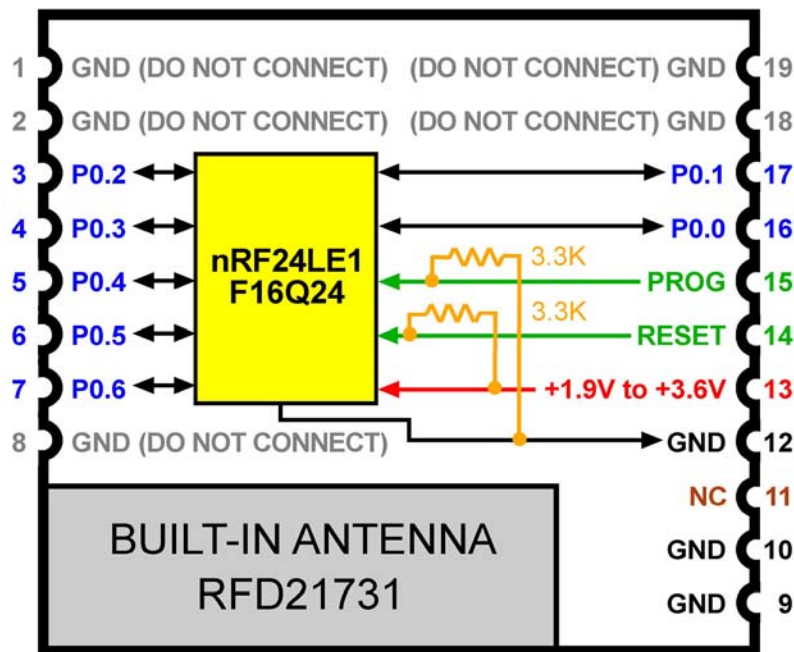 1 GND (DO NOT CONNECT) (DO NOT CONNECT) GND 19
2 GND (DO NOT CONNECT) (DO NOT CONNECT) GND 18
3 P0.2 P0.1 17
4 P0.3 P0.0 16
nRF24LE1
F16Q24
3.3K
5 P0.4 PROG 15
3.3K
6 P0.5 RESET 14
7 P0.6 +1.9V to +3.6V 13
8 GND (DO NOT CONNECT) GND 12
NC 11
BUILT-IN ANTENNA
RFD21731
GND 10
GND 9